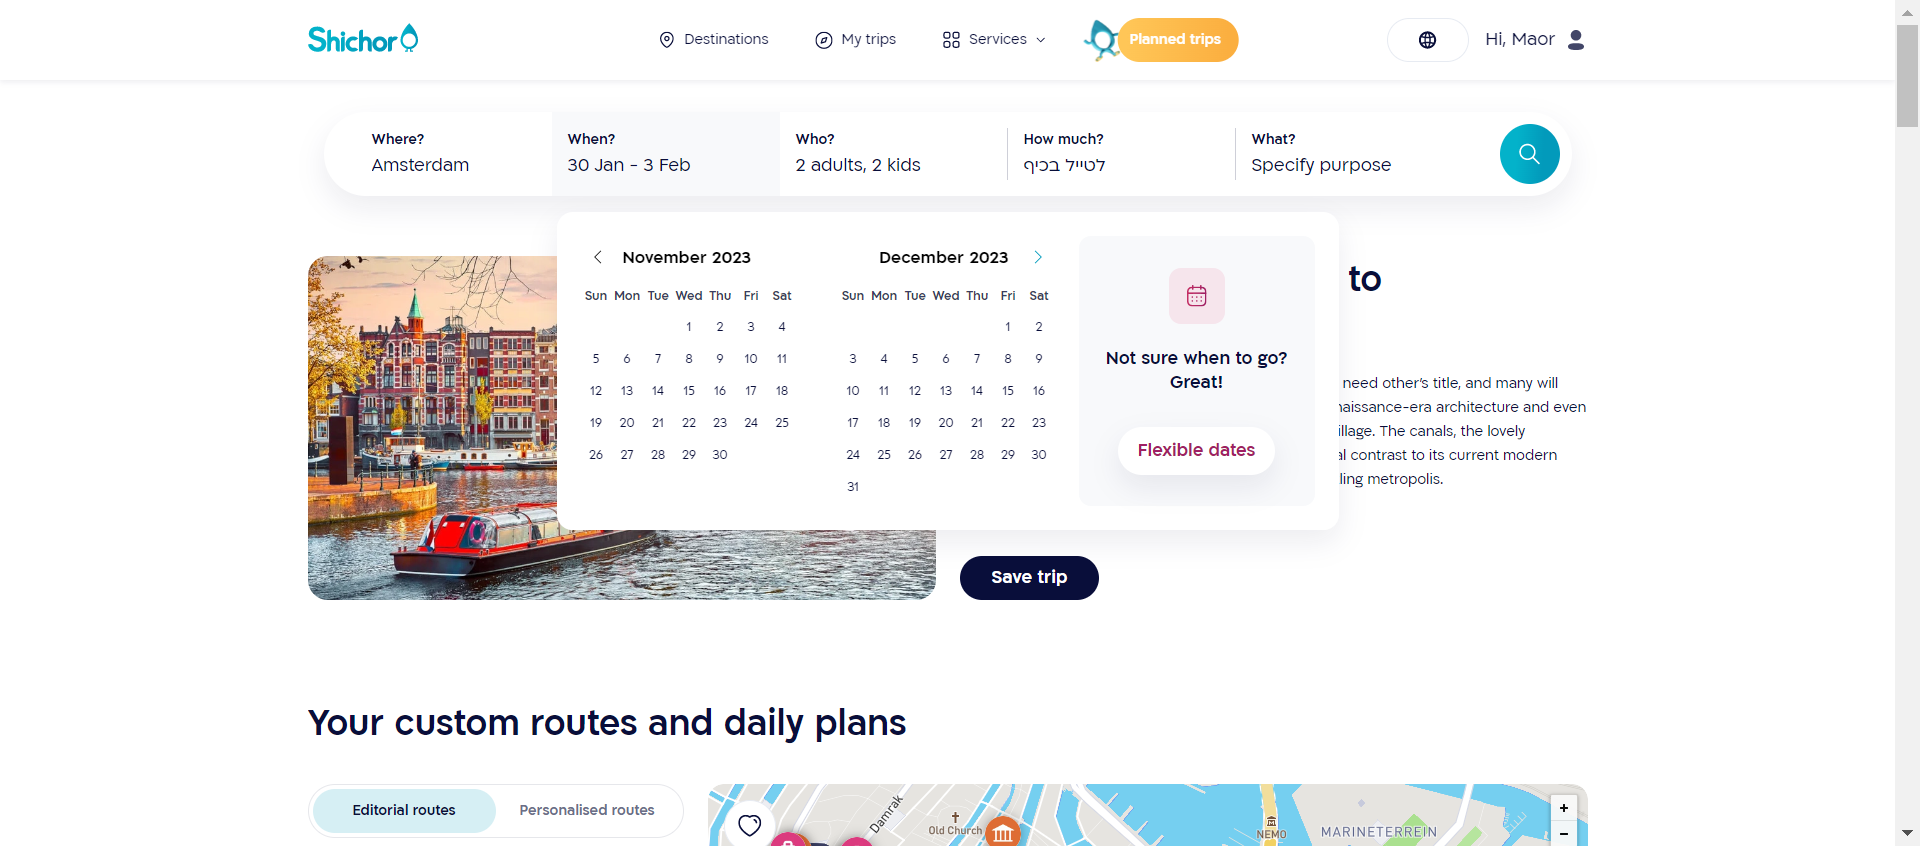 Shichor
Destinations
My trips
Services
Planned trips
Hi, Maor
Where?
Amsterdam
When?
30 Jan - 3 Feb
Who?
2 adults, 2 kids
How much?
לטייל בכיף
What?
Specify purpose
November 2023
Sun Mon Tue Wed Thu Fri Sat
1 2 3 4
5 6 7 8 9 10 11
12 13 14 15 16 17 18
19 20 21 22 23 24 25
26 27 28 29 30
December 2023
Sun Mon Tue Wed Thu Fri Sat
1 2
3 4 5 6 7 8 9
10 11 12 13 14 15 16
17 18 19 20 21 22 23
24 25 26 27 28 29 30
31
Not sure when to go?
Great!
Flexible dates
to
need other's title, and many will
naissance-era architecture and even
illage. The canals, the lovely
al contrast to its current modern
ling metropolis.
Save trip
Your custom routes and daily plans
Editorial routes
Personalised routes
Damrak
Old Church
NEMO
MARINETERREIN
+
-